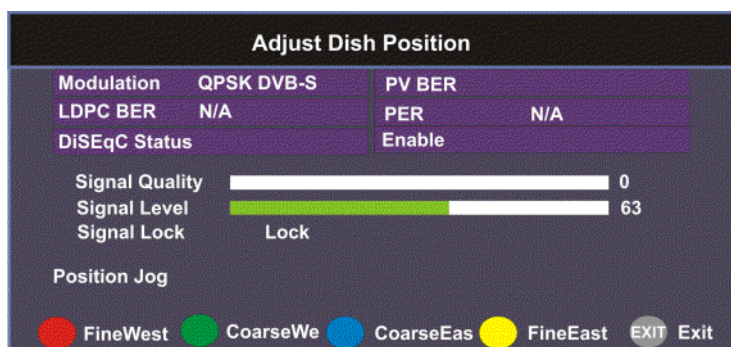 Adjust Dish Position
Modulation QPSK DVB-S PV BER
LDPC BER N/A PER N/A
DiSEqC Status Enable
Signal Quality 0
Signal Level 63
Signal Lock Lock
Position Jog
FineWest CoarseWe CoarseEas FineEast EXIT Exit